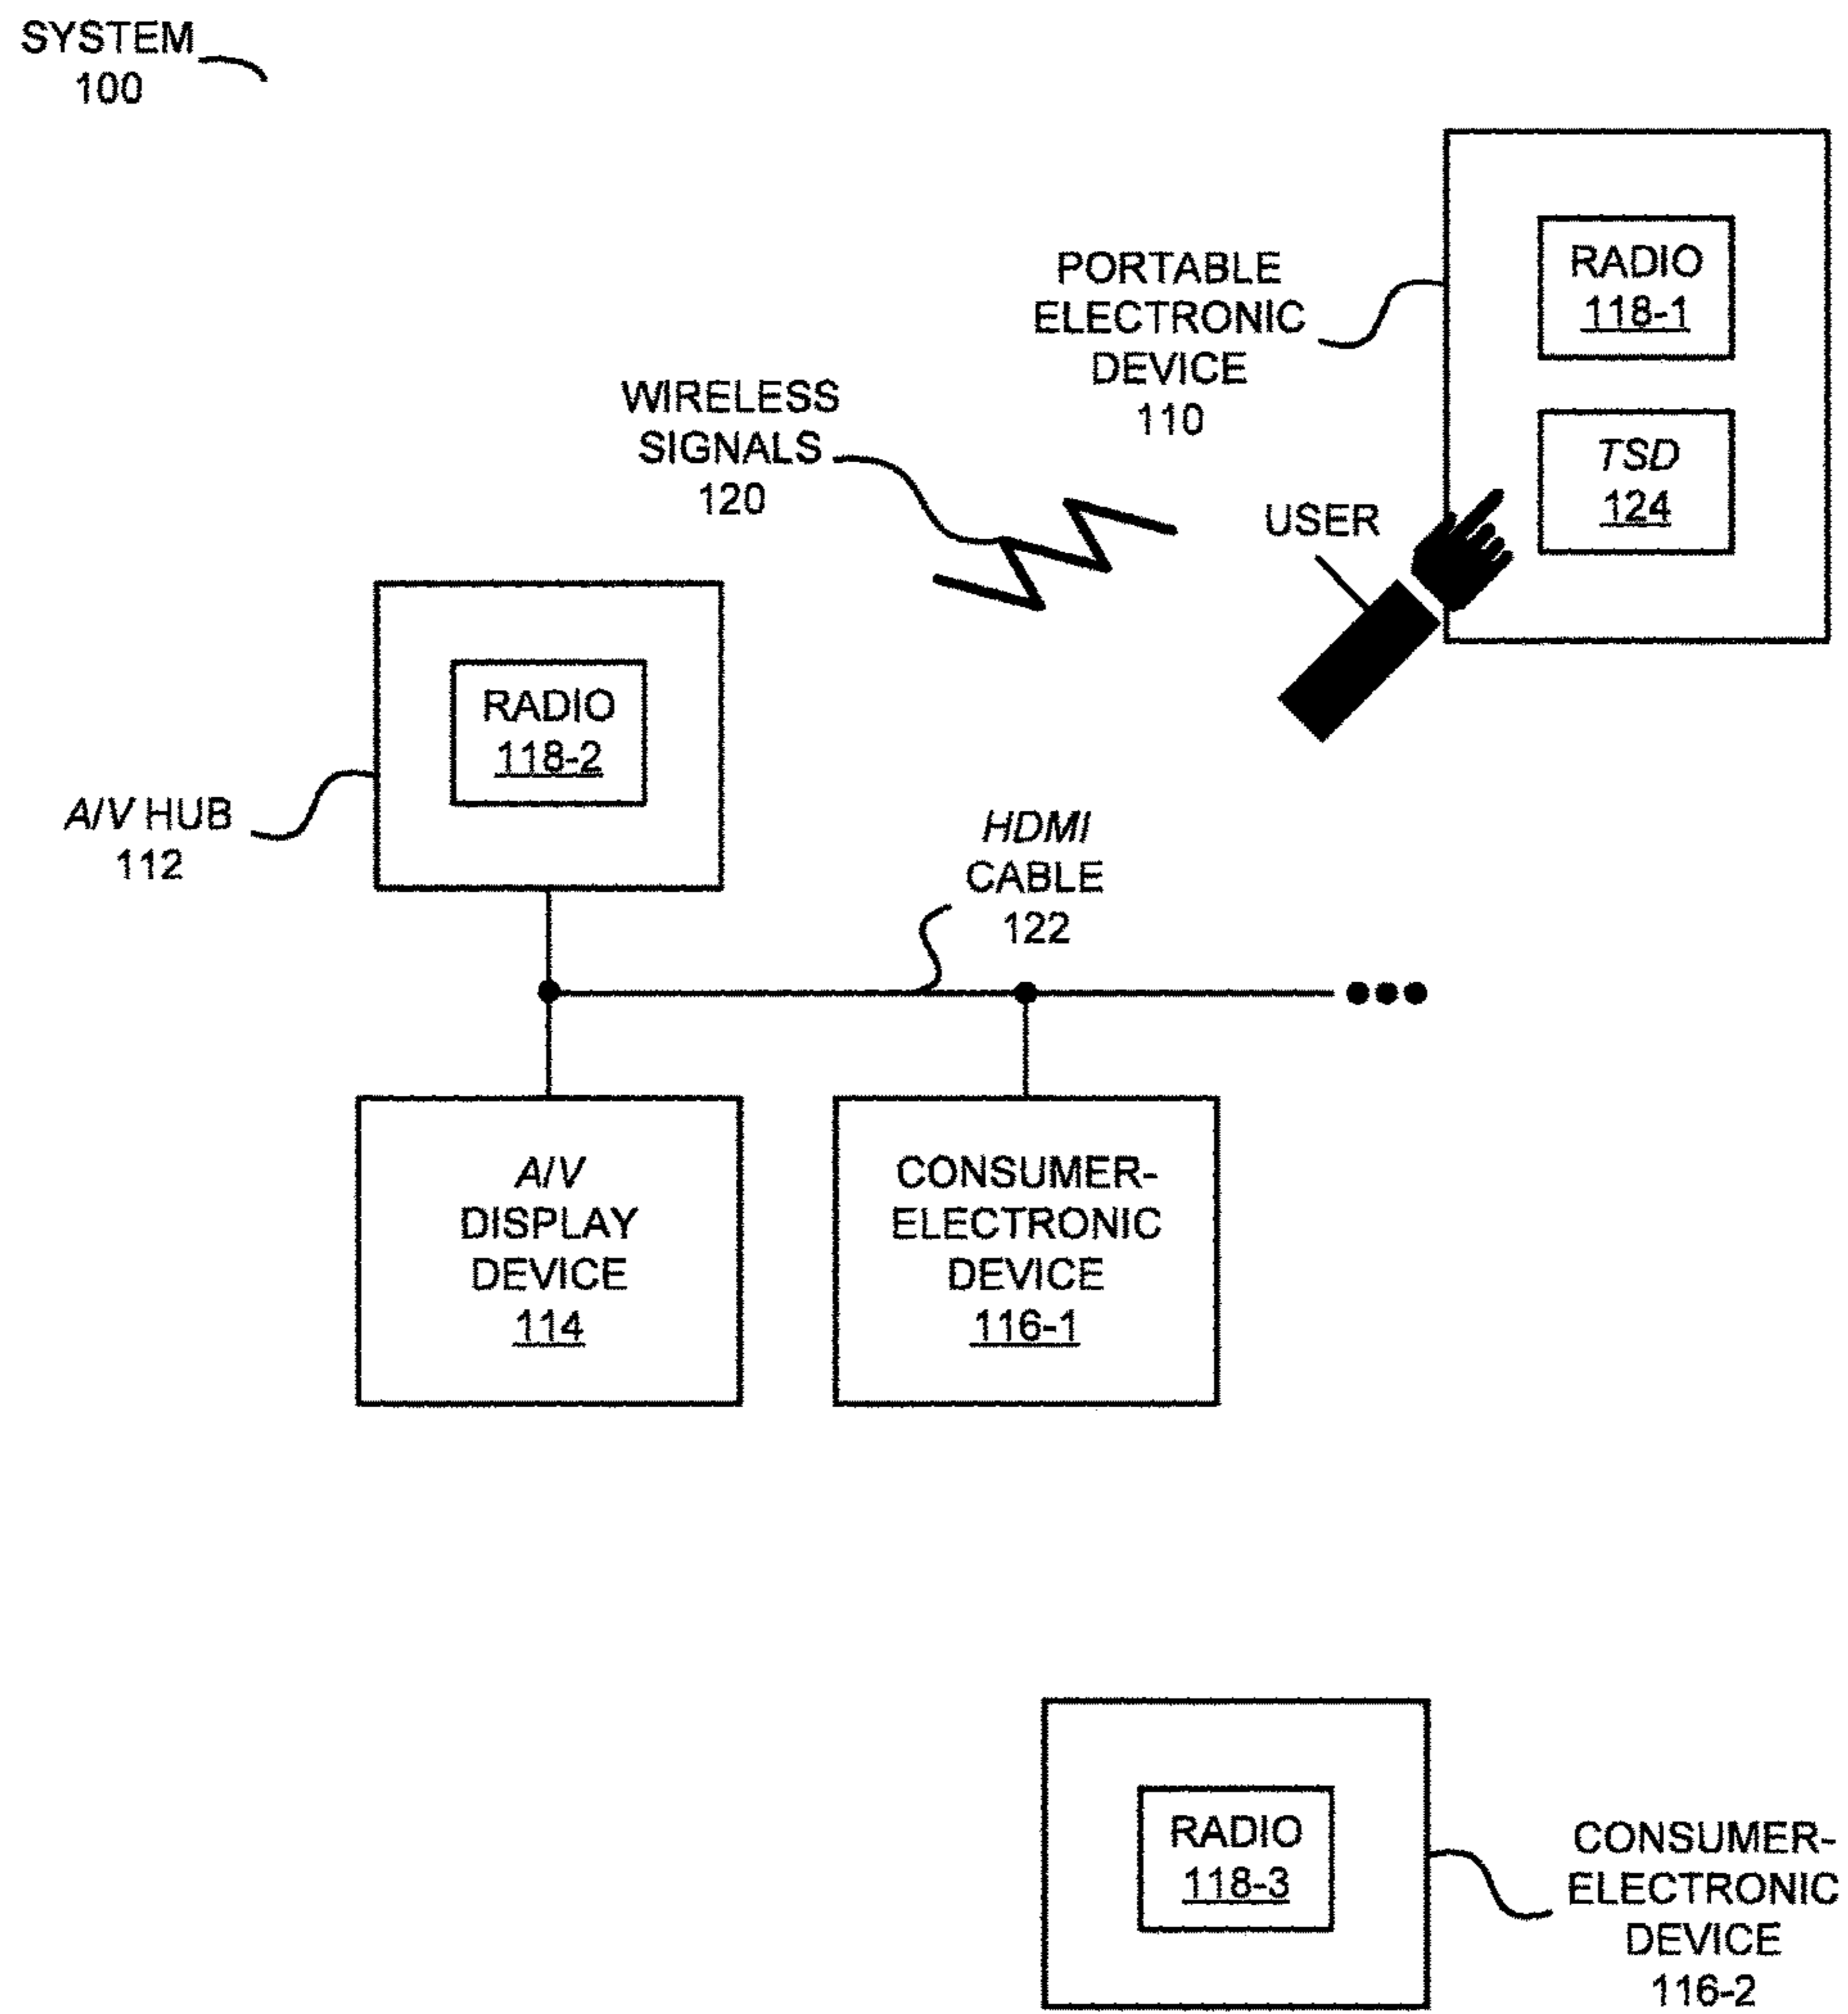 SYSTEM
100
PORTABLE
ELECTRONIC
DEVICE
110
RADIO
118-1
TSD
124
WIRELESS
SIGNALS
120
USER
RADIO
118-2
A/V HUB
112
HDMI
CABLE
122
A/V
DISPLAY
DEVICE
114
CONSUMER-
ELECTRONIC
DEVICE
116-1
RADIO
118-3
CONSUMER-
ELECTRONIC
DEVICE
116-2